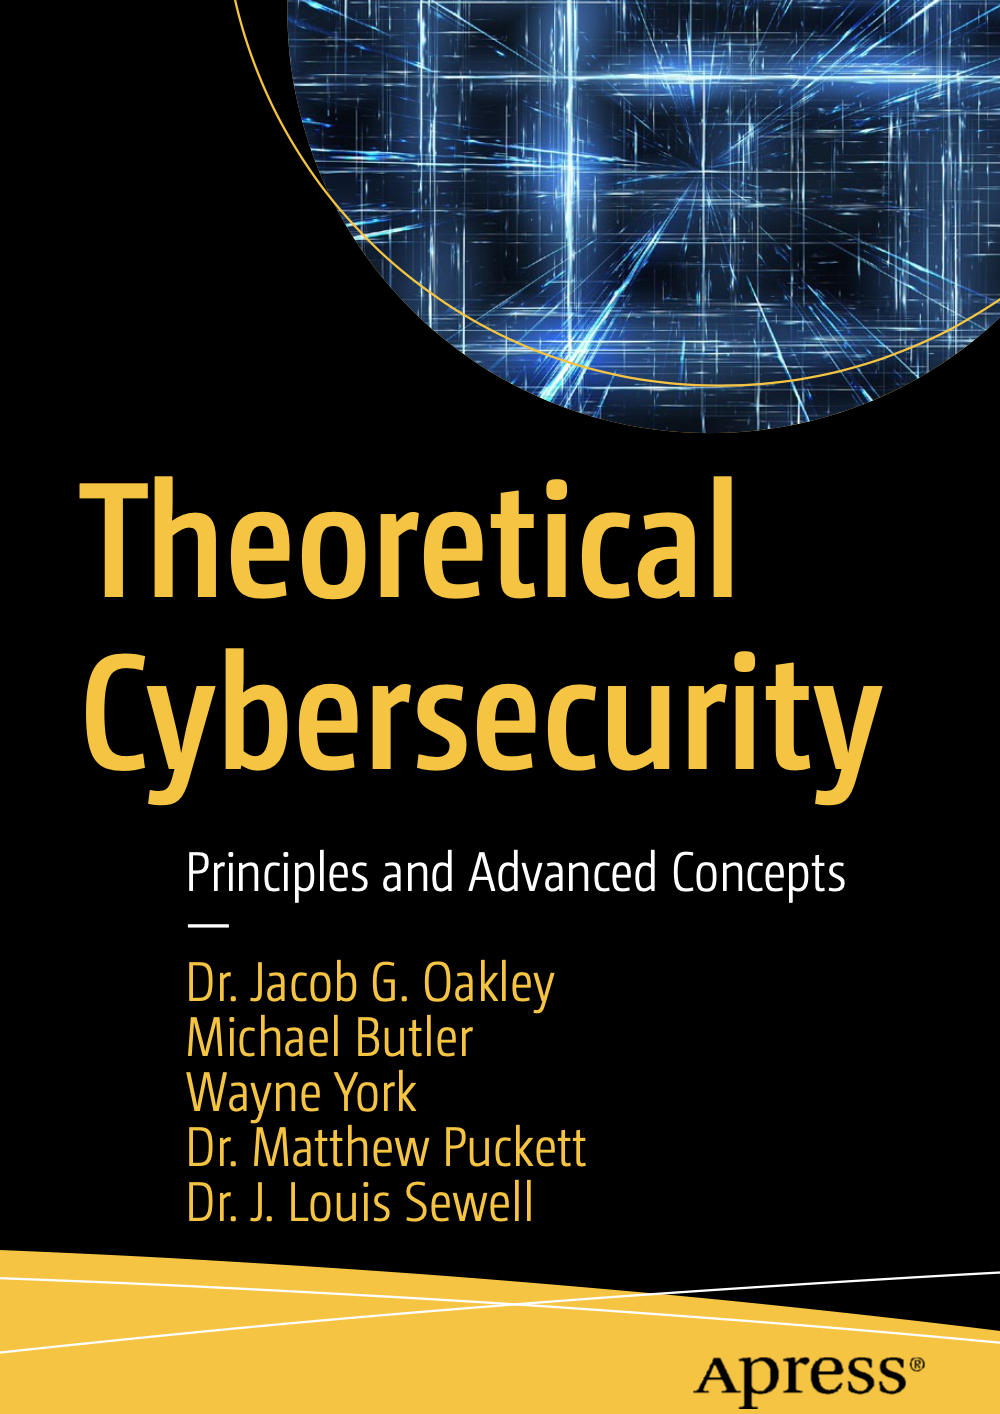 Theoretical
Cybersecurity
Principles and Advanced Concepts
—
Dr. Jacob G. Oakley
Michael Butler
Wayne York
Dr. Matthew Puckett
Dr. J. Louis Sewell
Apress®